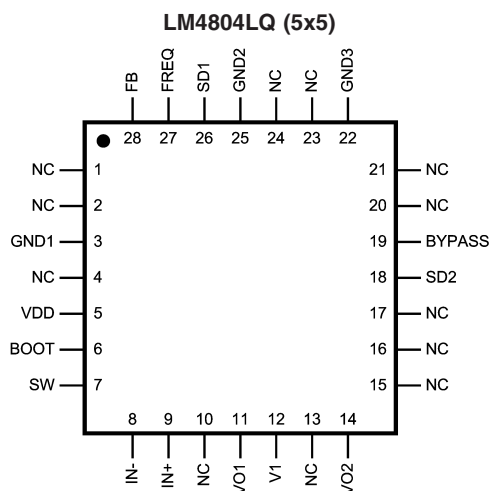 LM4804LQ (5x5)
FB FREQ SD1 GND2 NC NC GND3
28 27 26 25 24 23 22
NC 1 21 NC
NC 2 20 NC
GND1 3 19 BYPASS
NC 4 18 SD2
VDD 5 17 NC
BOOT 6 16 NC
SW 7 15 NC
8 9 10 11 12 13 14
IN- IN+ NC VO1 V1 NC VO2